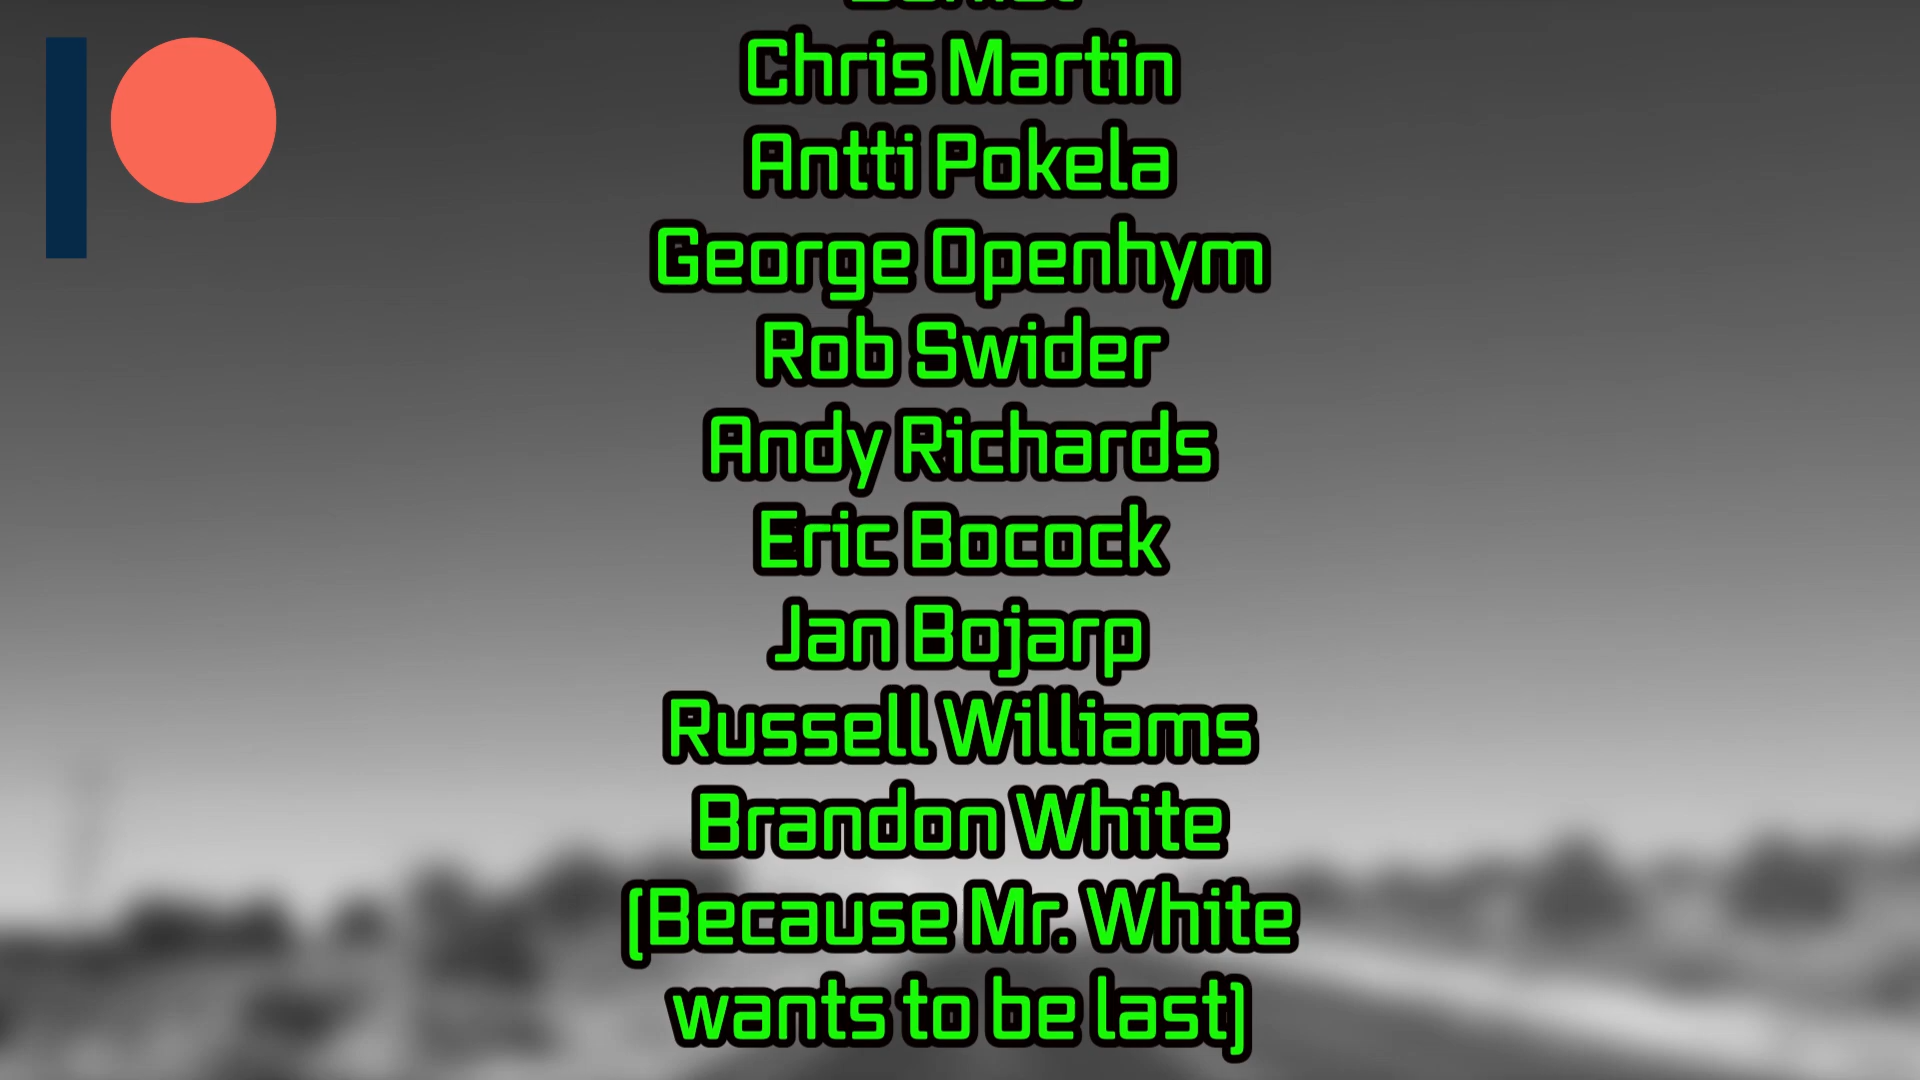 Chris Martin
Antti Pokela
George Openhym
Rob Swider
Andy Richards
Eric Bocock
Jan Bojarp
Russell Williams
Brandon White
(Because Mr. White
wants to be last)